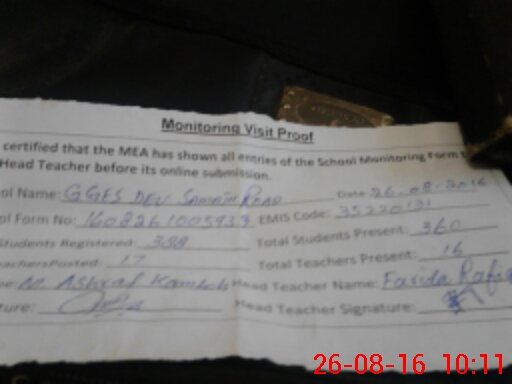 Monitoring Visit Proof
certified that the MEA has shown all entries of the School Monitoring Form t
Head Teacher before its online submission.
ol Name: GGES DEV Road Date: 26-08-2016
ol Form No: 1608261005939 EMIS Code: 35220131
Students Registered: 388 Total Students Present: 360
eachersPosted: 17 Total Teachers Present: 16
e M. Ashraf Kamboh Head Teacher Name: Farida Rafiq
ture: Head Teacher Signature:
26-08-16 10:11